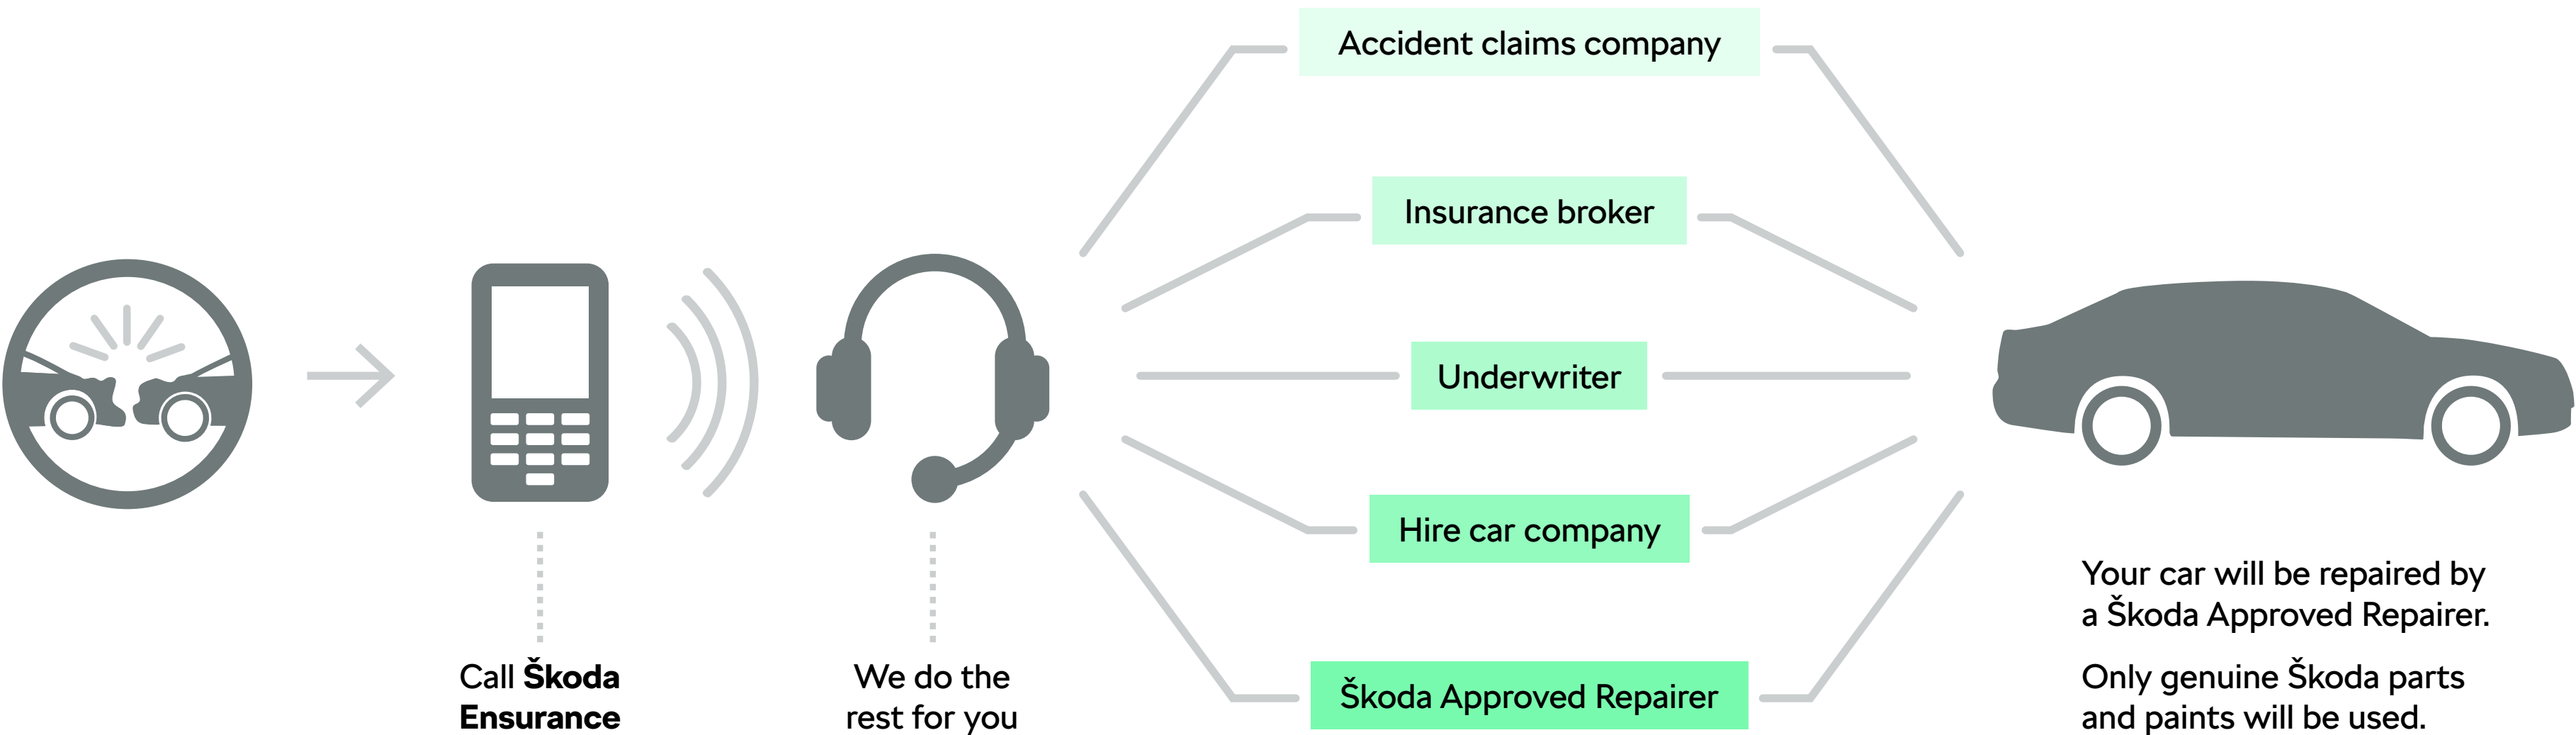 Accident claims company
Insurance broker
Underwriter
Hire car company
Škoda Approved Repairer
Call Škoda
Ensurance
We do the
rest for you
Your car will be repaired by
a Škoda Approved Repairer.
Only genuine Škoda parts
and paints will be used.